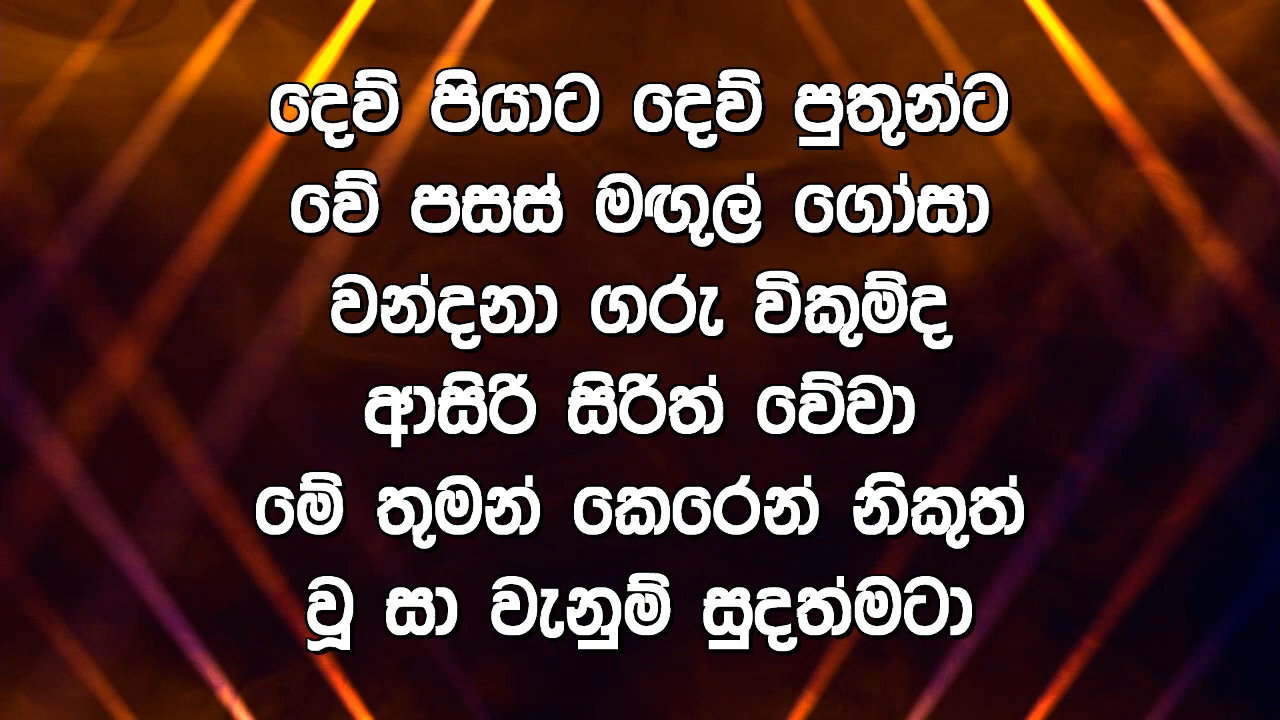 දෙව් පියාට දෙව් පුතුන්ට
වේ පසස් මඟුල් ගෝසා
වන්දනා ගරු විකුම්ද
ආසිරි සිරිත් වේවා
මේ තුමන් කෙරෙන් නිකුත්
වූ සා වැනුම් සුදත්මටා